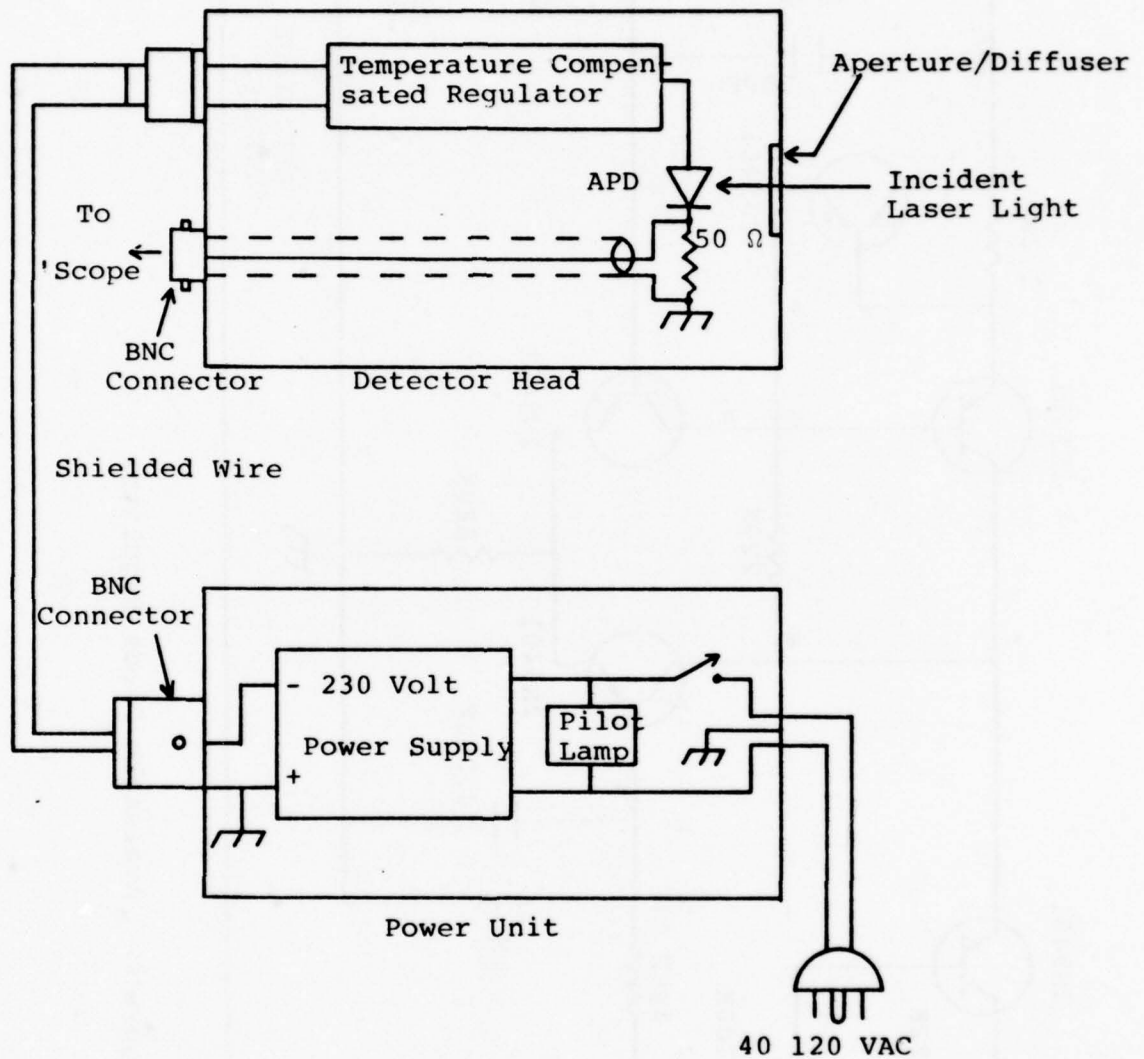 Temperature Compen-
sated Regulator
Aperture/Diffuser
APD
Incident
Laser Light
To
'Scope
50 Ω
BNC
Connector
Detector Head
Shielded Wire
BNC
Connector
- 230 Volt
Power Supply
+
Pilot
Lamp
Power Unit
40 120 VAC